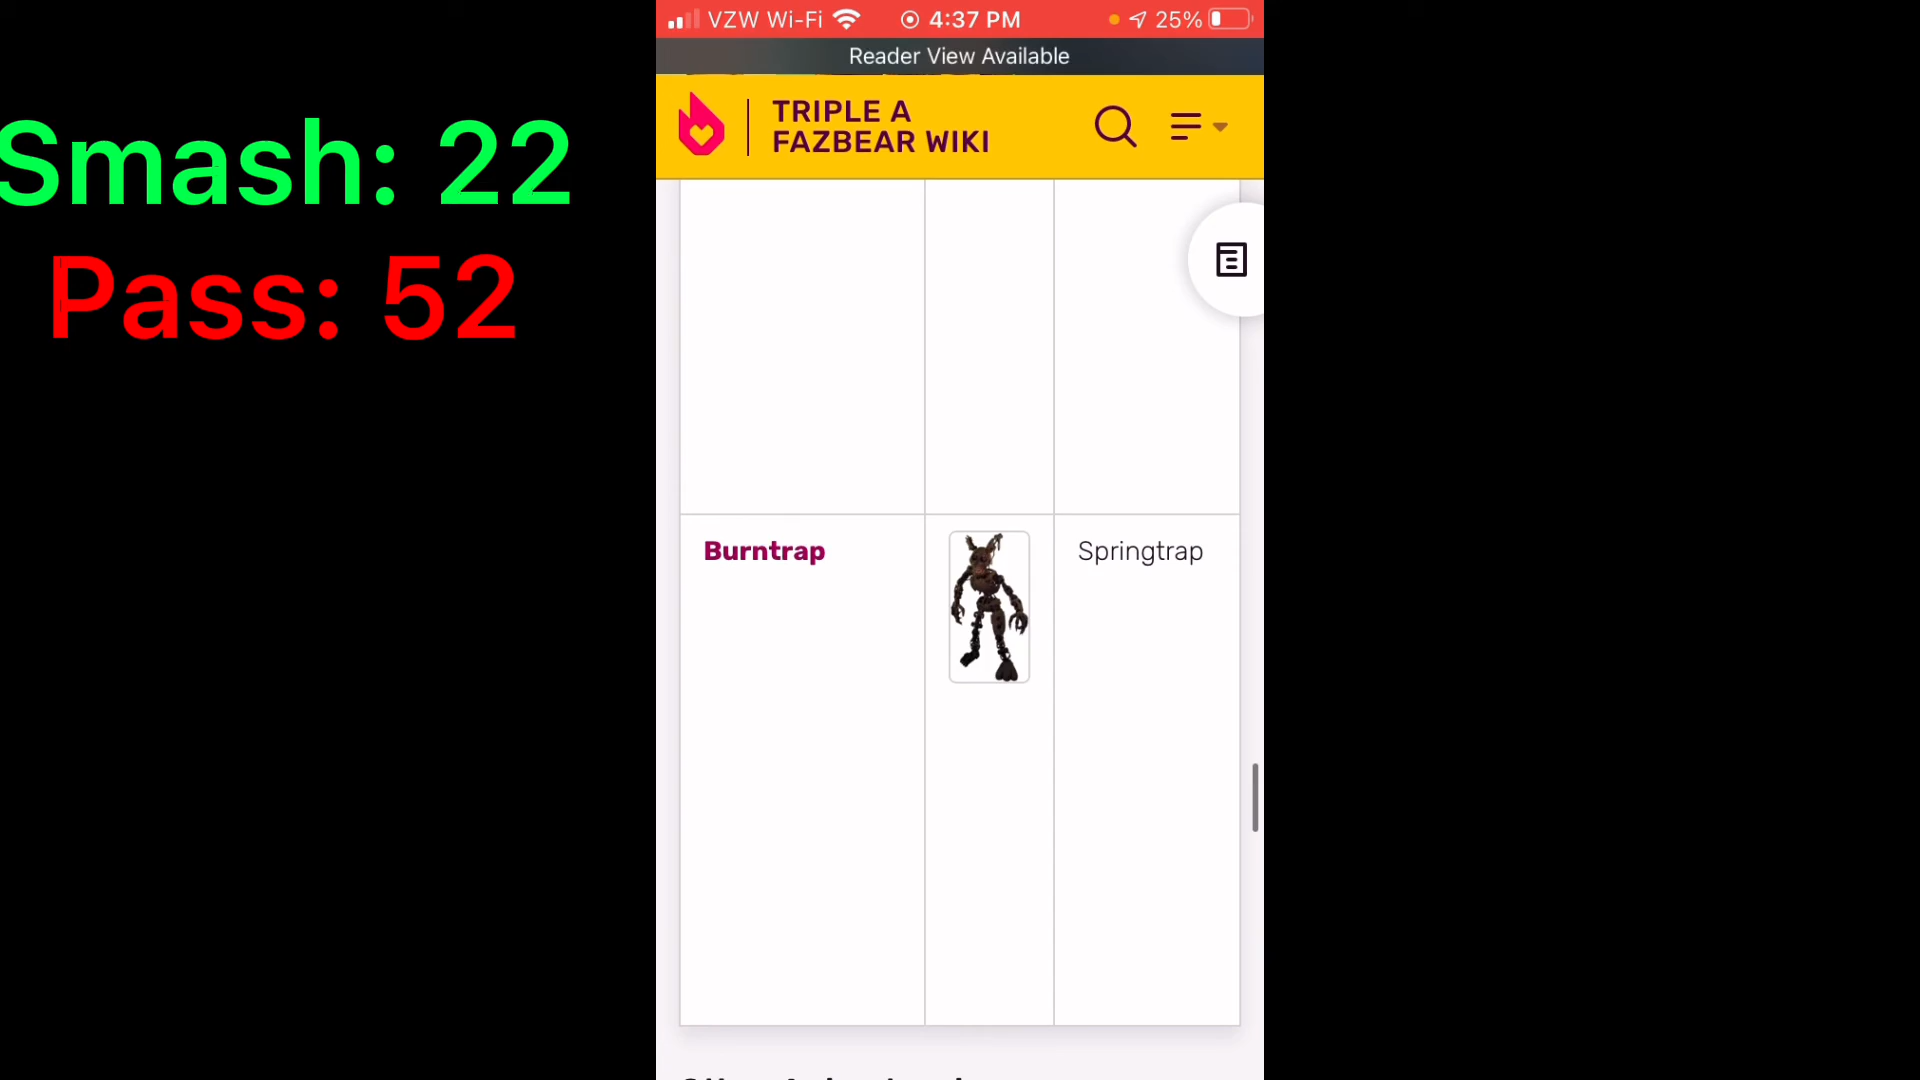 Smash: 22
Pass: 52
VZW Wi-Fi 4:37 PM 25%
Reader View Available
TRIPLE A
FAZBEAR WIKI
Burntrap Springtrap